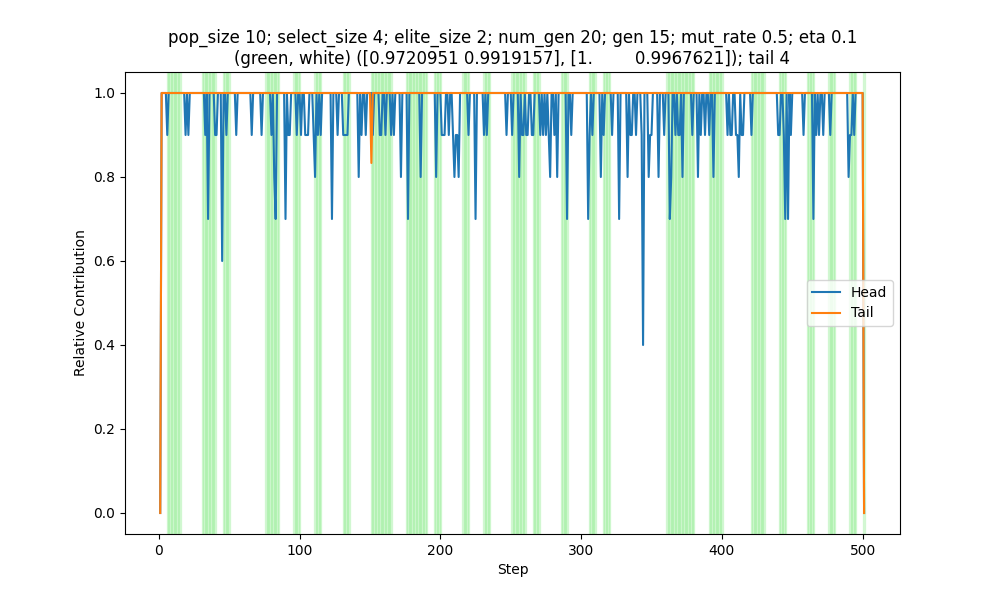 pop_size 10; select_size 4; elite_size 2; num_gen 20; gen 15; mut_rate 0.5; eta 0.1
(green, white) ([0.9720951 0.9919157], [1.        0.9967621]); tail 4
1.0
0.8
0.6
0.4
0.2
0.0
Relative Contribution
Head
Tail
0
100
200
300
400
500
Step